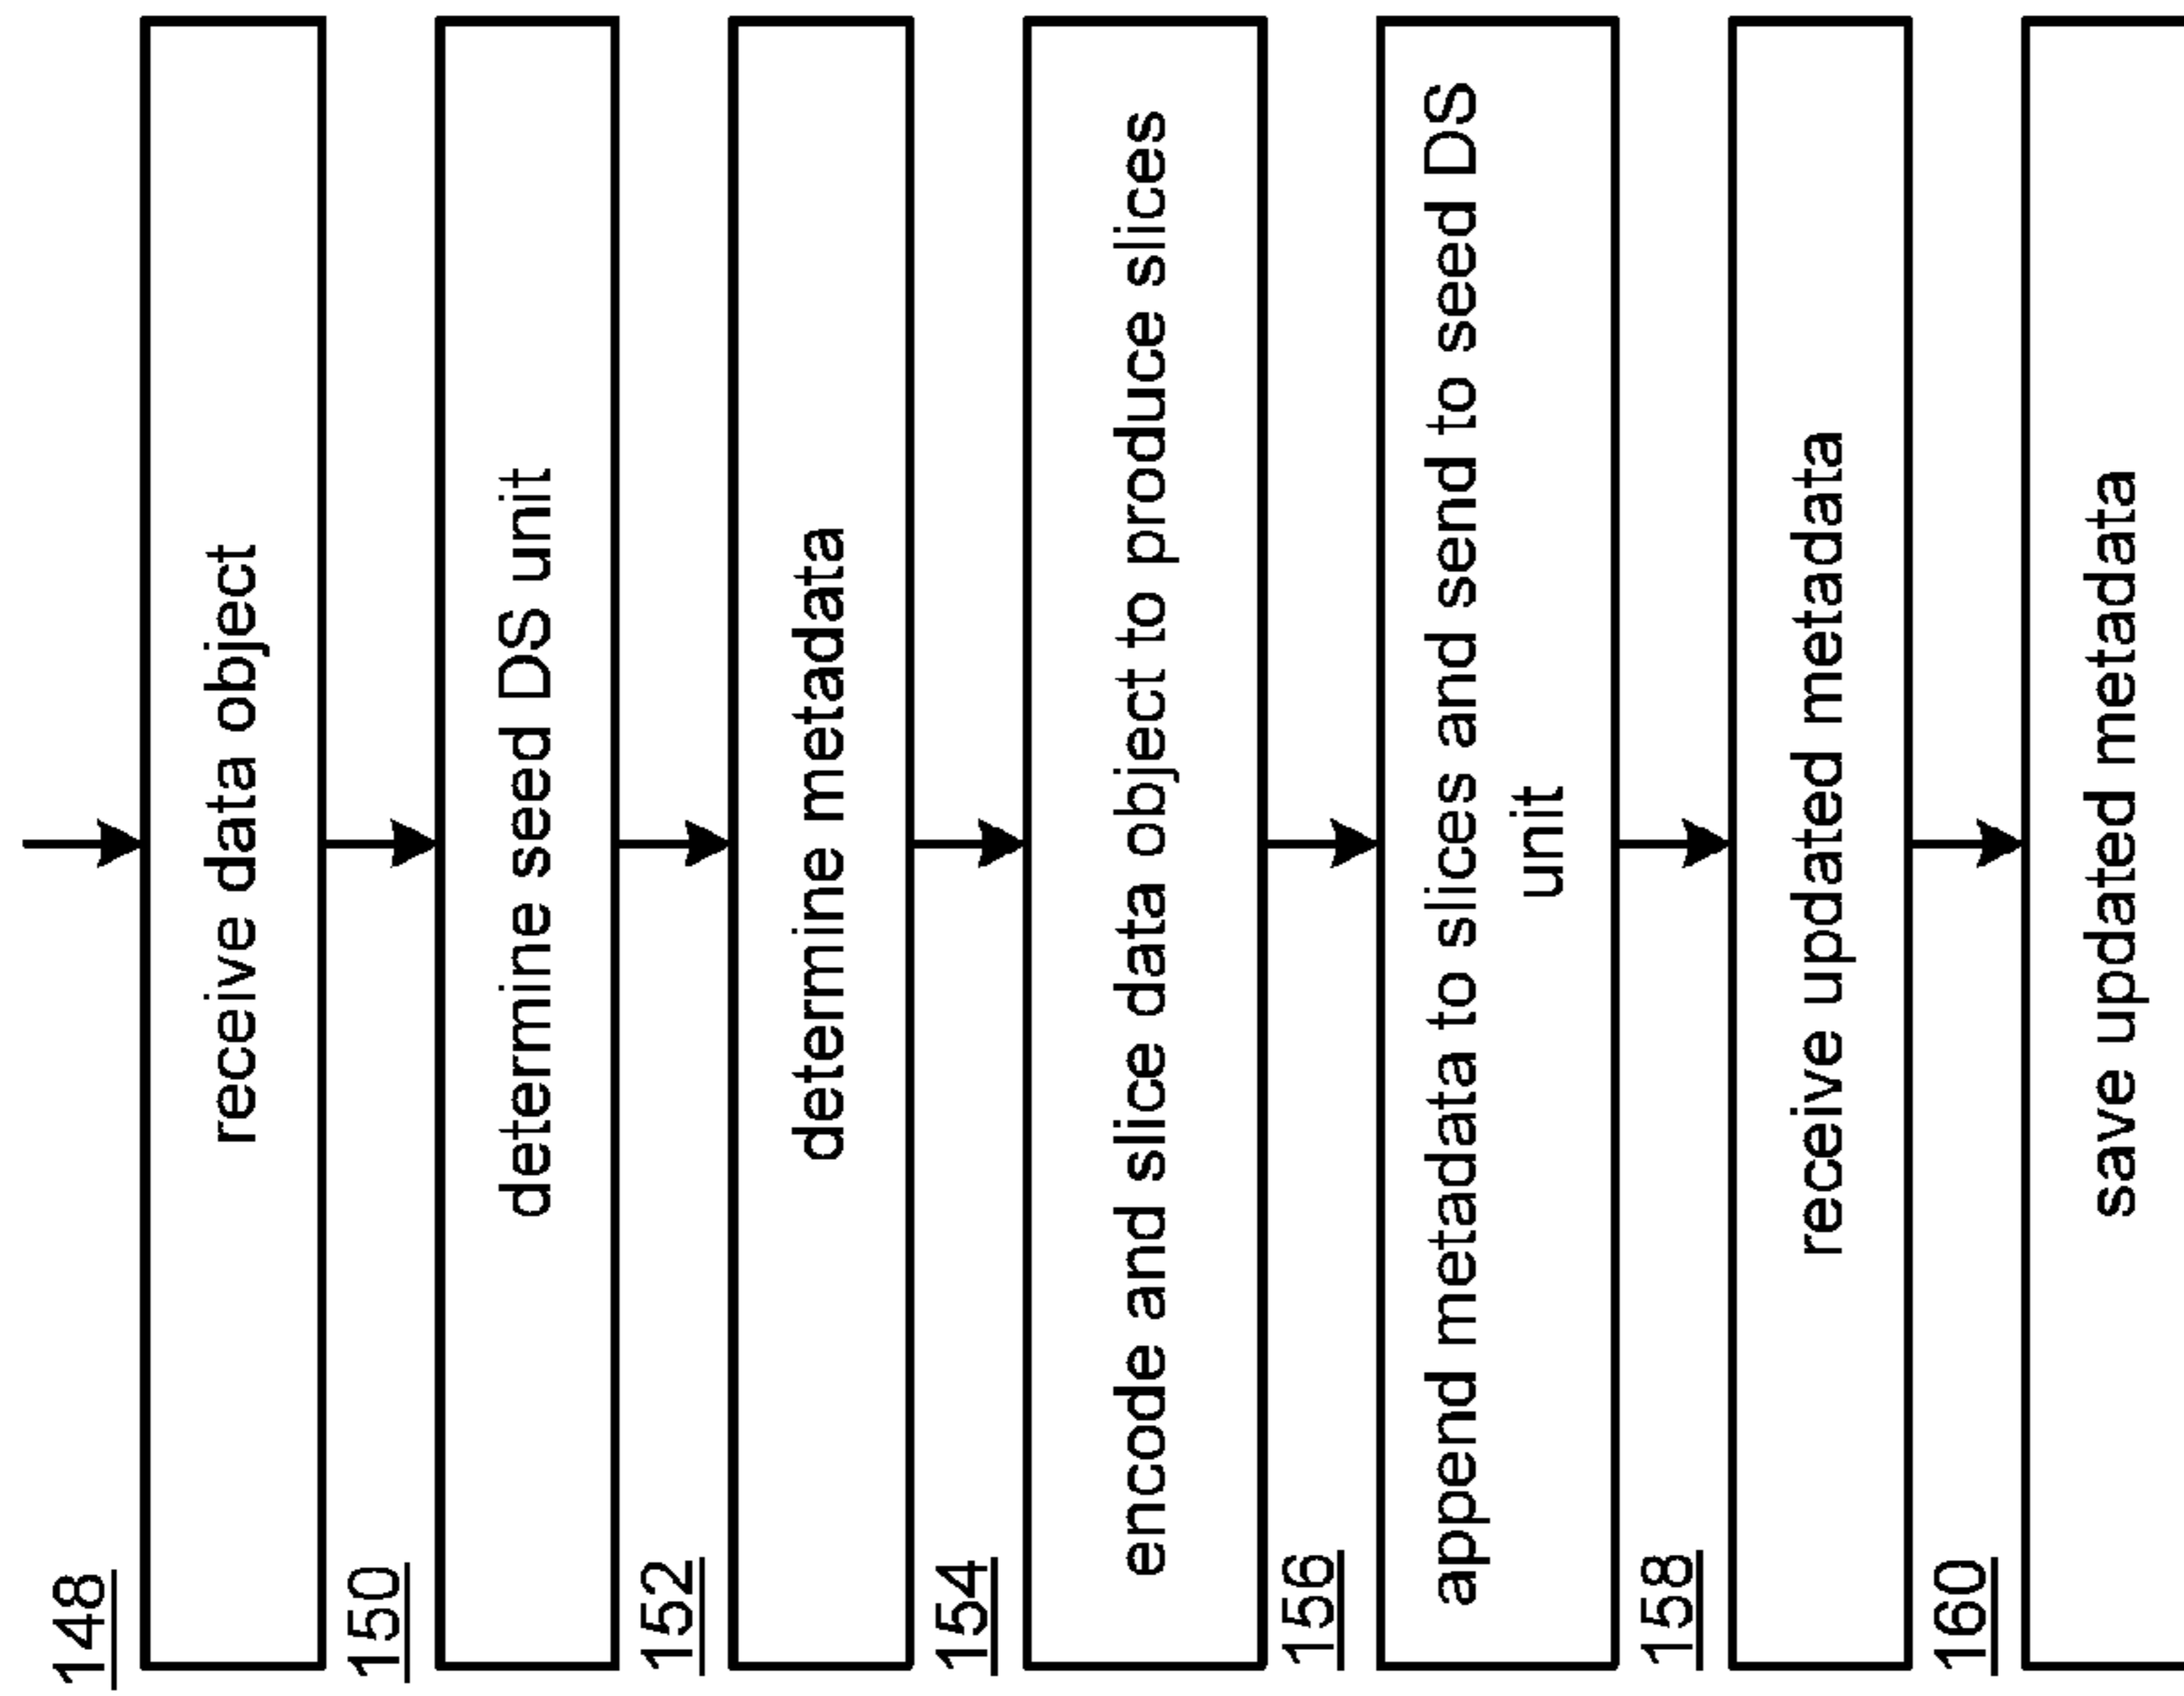 148
receive data object
150
determine seed DS unit
152
determine metadata
154
encode and slice data object to produce slices
156
append metadata to slices and send to seed DS
unit
158
receive updated metadata
160
save updated metadata